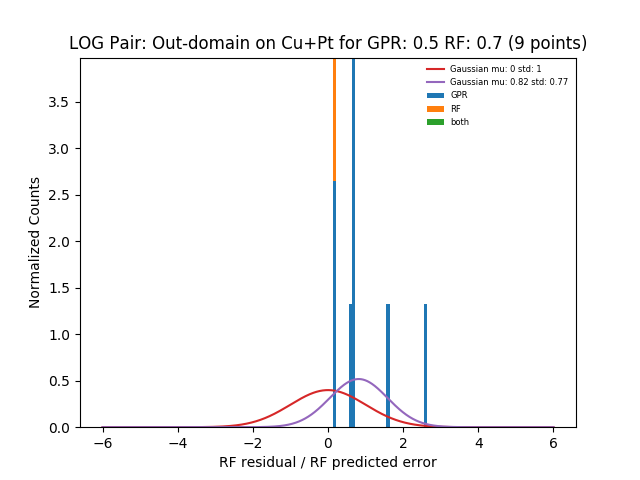 LOG Pair: Out-domain on Cu+Pt for GPR: 0.5 RF: 0.7 (9 points)
Gaussian mu: 0 std: 1
Gaussian mu: 0.82 std: 0.77
GPR
RF
both
Normalized Counts
3.5
3.0
2.5
2.0
1.5
1.0
0.5
0.0
−6 −4 −2 0 2 4 6
RF residual / RF predicted error